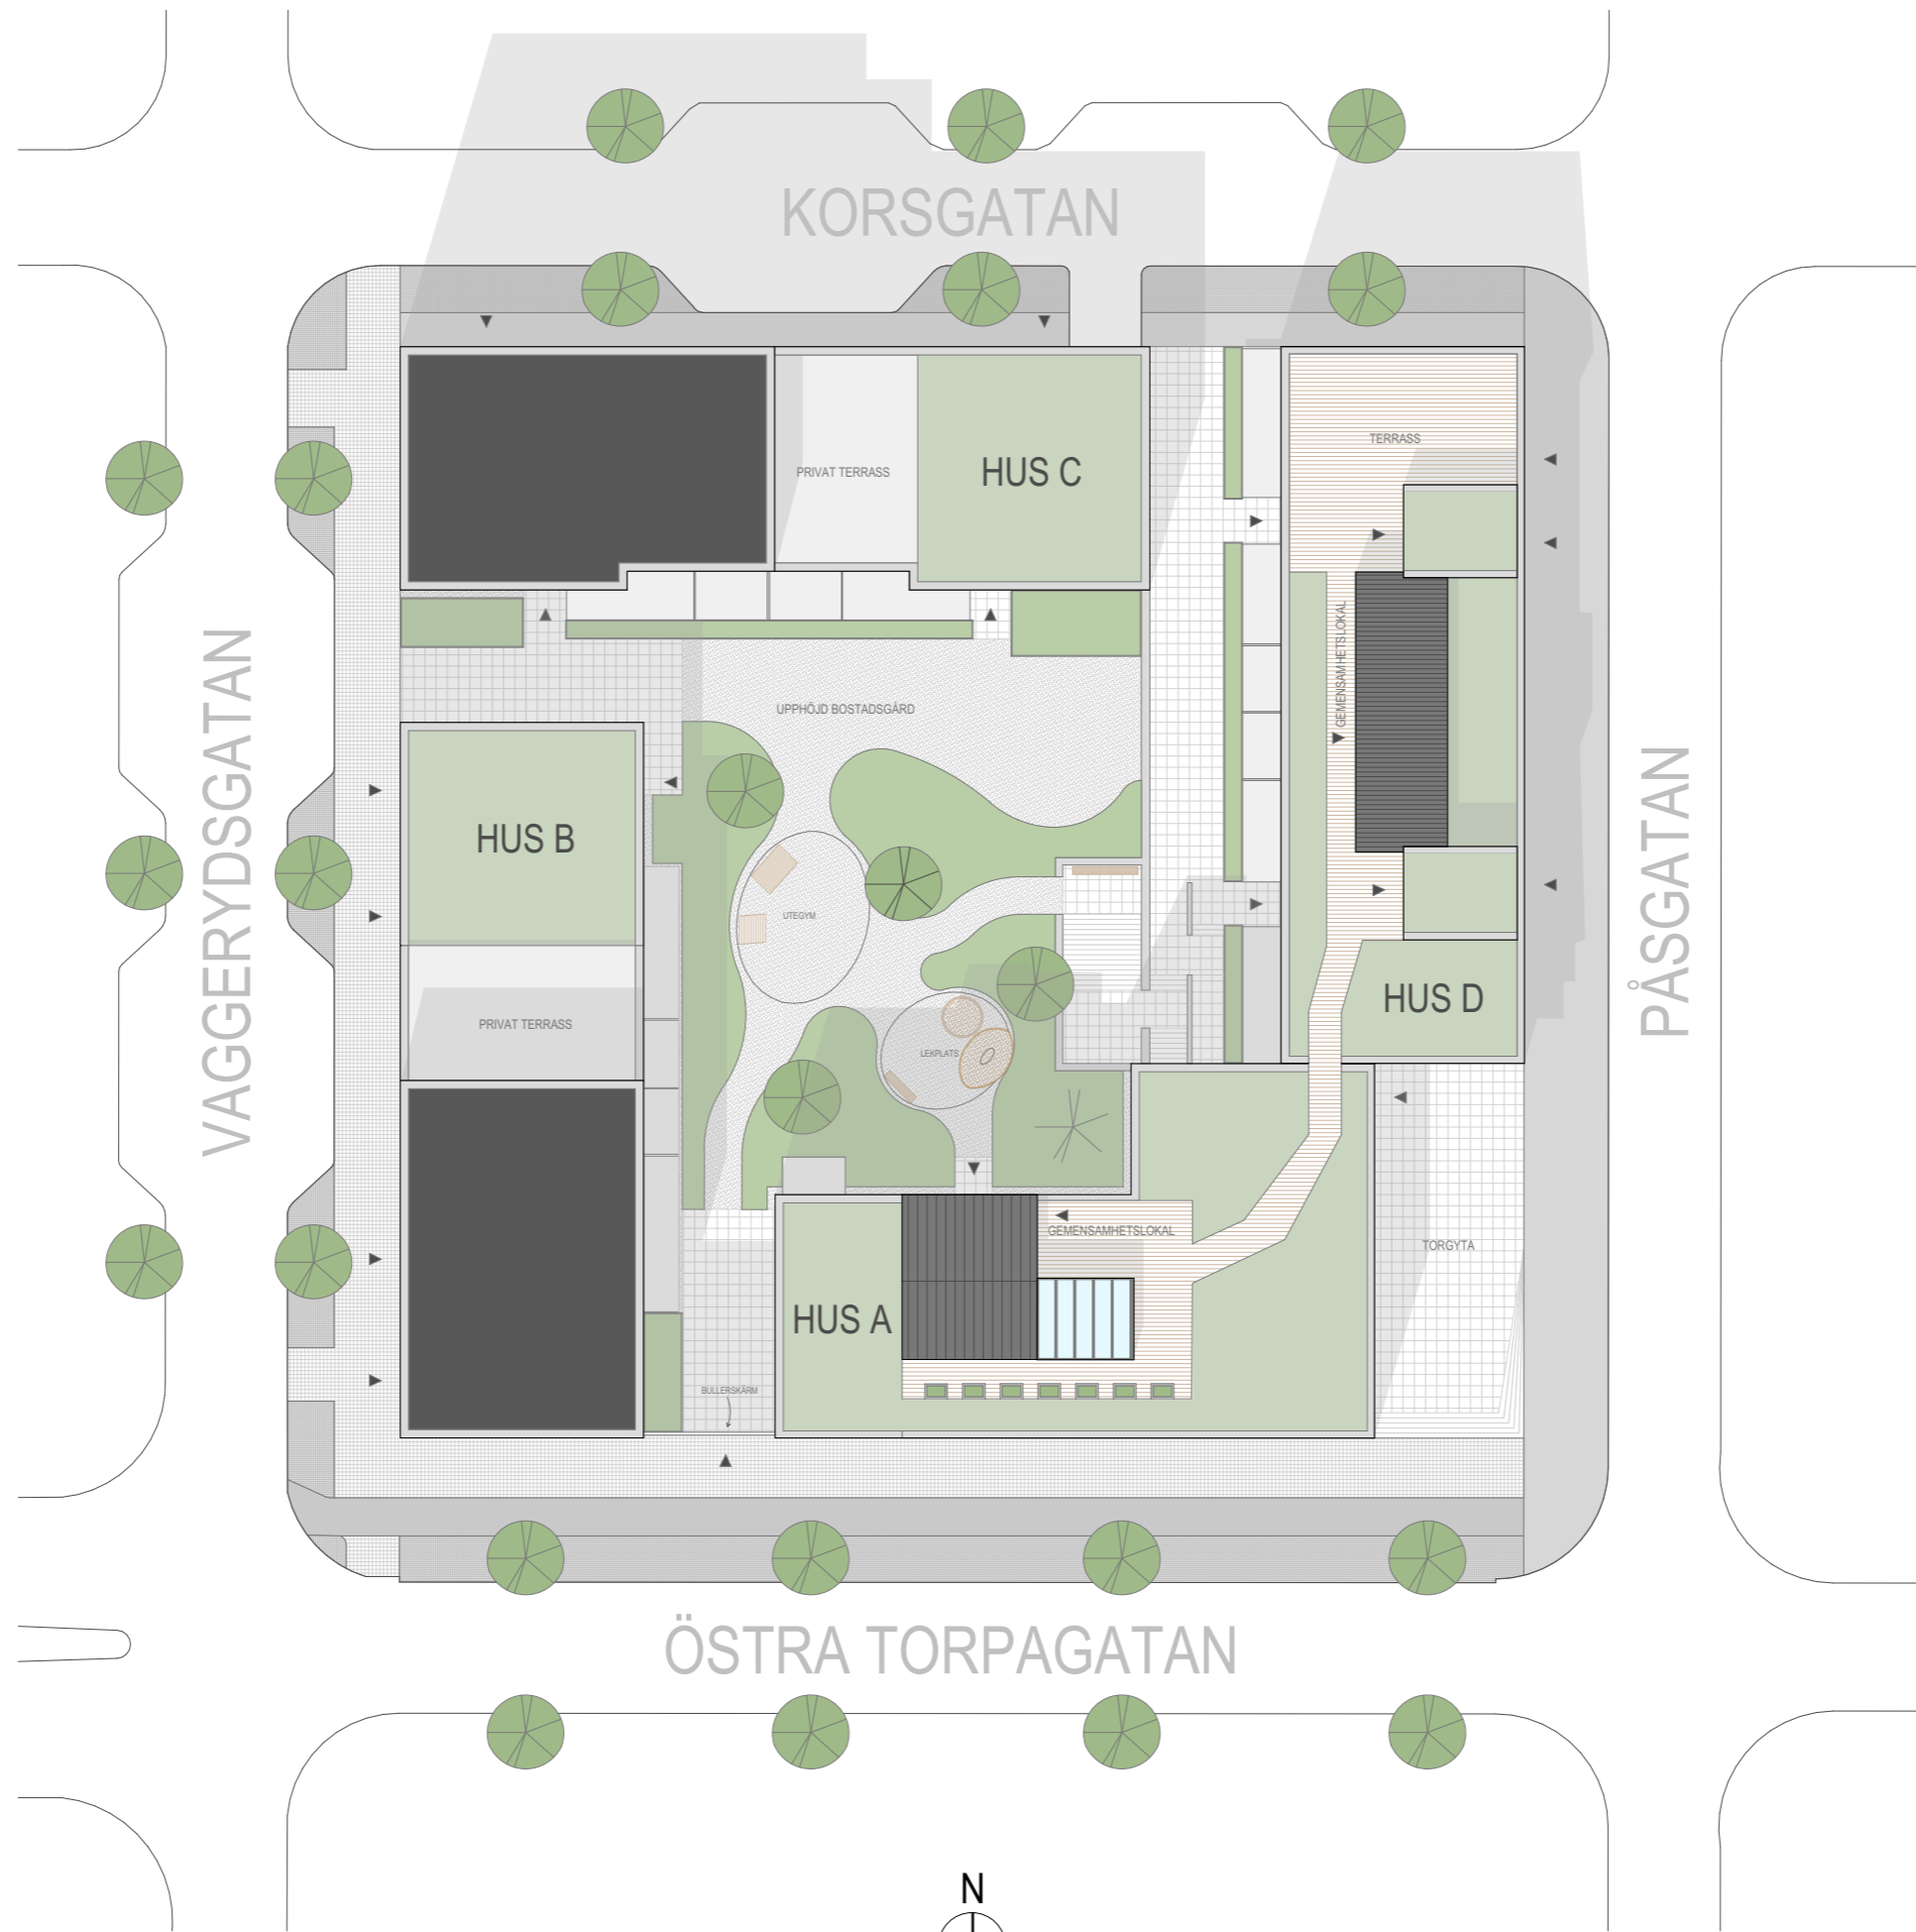 KORSGATAN
TERRASS
PRIVAT TERRASS
HUS C
GEMENSAMHETSLOKAL
UPPHÖJD BOSTADSGÅRD
VAGGERYDSGATAN
PÅSGATAN
HUS B
UTEGYM
HUS D
PRIVAT TERRASS
LEKPLATS
GEMENSAMHETSLOKAL
TORGYTA
HUS A
BULLERSKÄRM
ÖSTRA TORPAGATAN
N